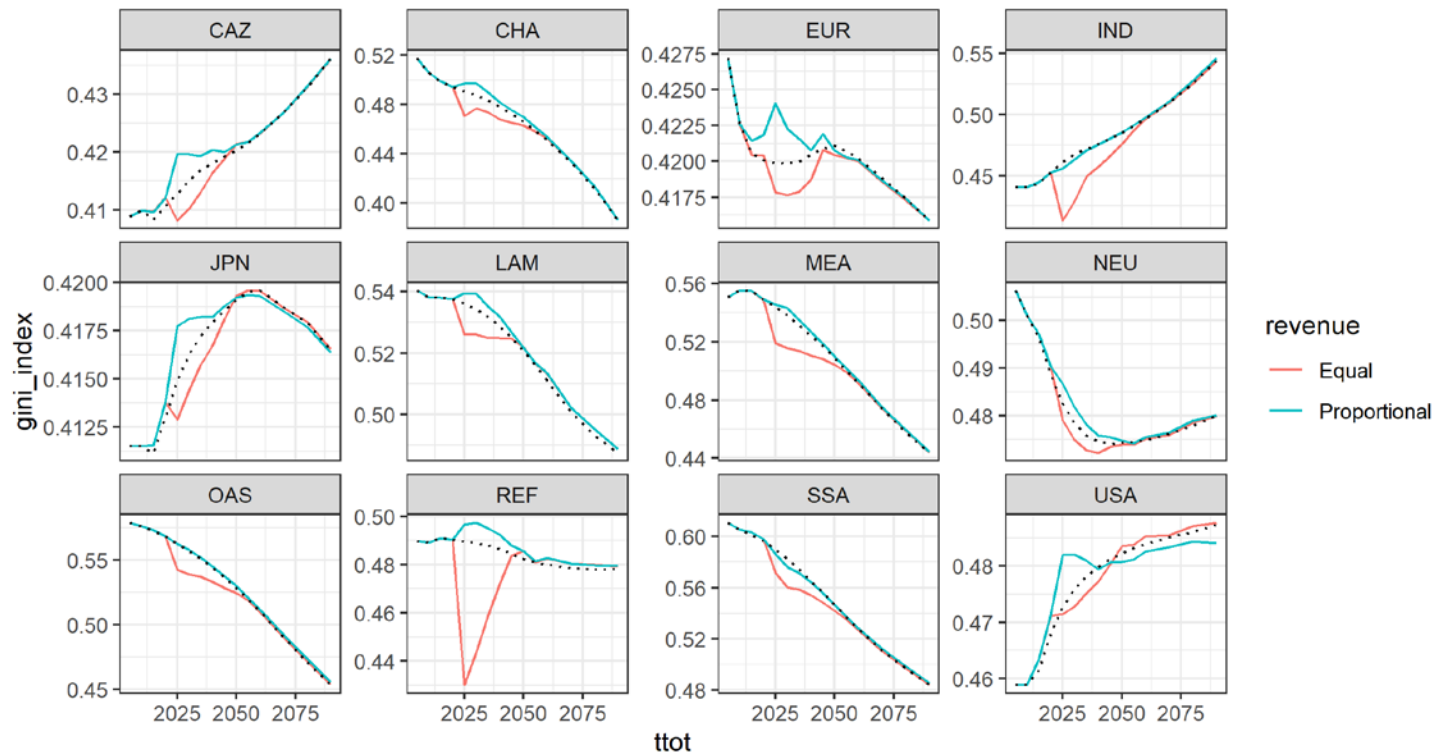 CAZ CHA EUR IND
0.43 0.42 0.41
0.52 0.48 0.44 0.40
0.4275 0.4250 0.4225 0.4200 0.4175
0.55 0.50 0.45
JPN LAM MEA NEU
0.4200 0.4175 0.4150 0.4125
0.54 0.52 0.50
0.56 0.52 0.48 0.44
0.50 0.49 0.48
OAS REF SSA USA
0.55 0.50 0.45
0.50 0.48 0.46 0.44
0.60 0.56 0.52 0.48
0.48 0.47 0.46
2025 2050 2075 2025 2050 2075 2025 2050 2075 2025 2050 2075
gini_index
ttot
revenue
Equal
Proportional